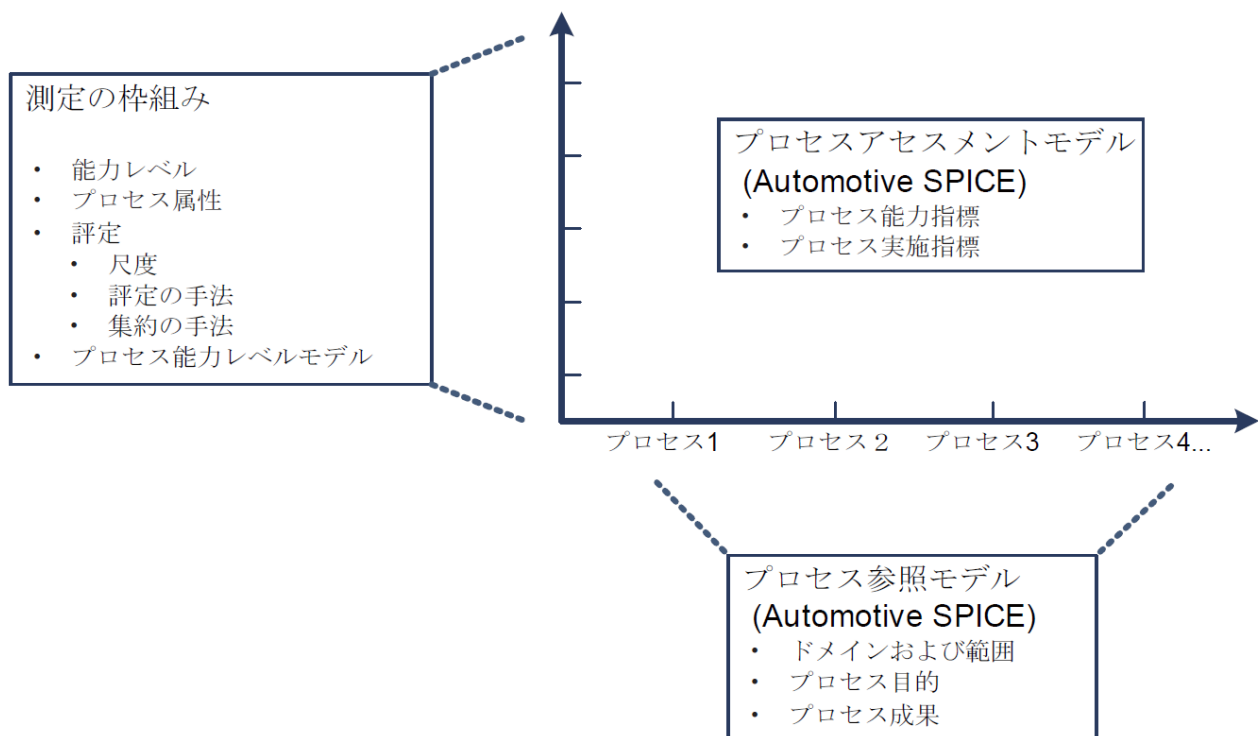 測定の枠組み
• 能力レベル
• プロセス属性
• 評定
• 尺度
• 評定の手法
• 集約の手法
• プロセス能力レベルモデル
プロセスアセスメントモデル
(Automotive SPICE)
• プロセス能力指標
• プロセス実施指標
プロセス1 プロセス２ プロセス3 プロセス4...
プロセス参照モデル
(Automotive SPICE)
• ドメインおよび範囲
• プロセス目的
• プロセス成果